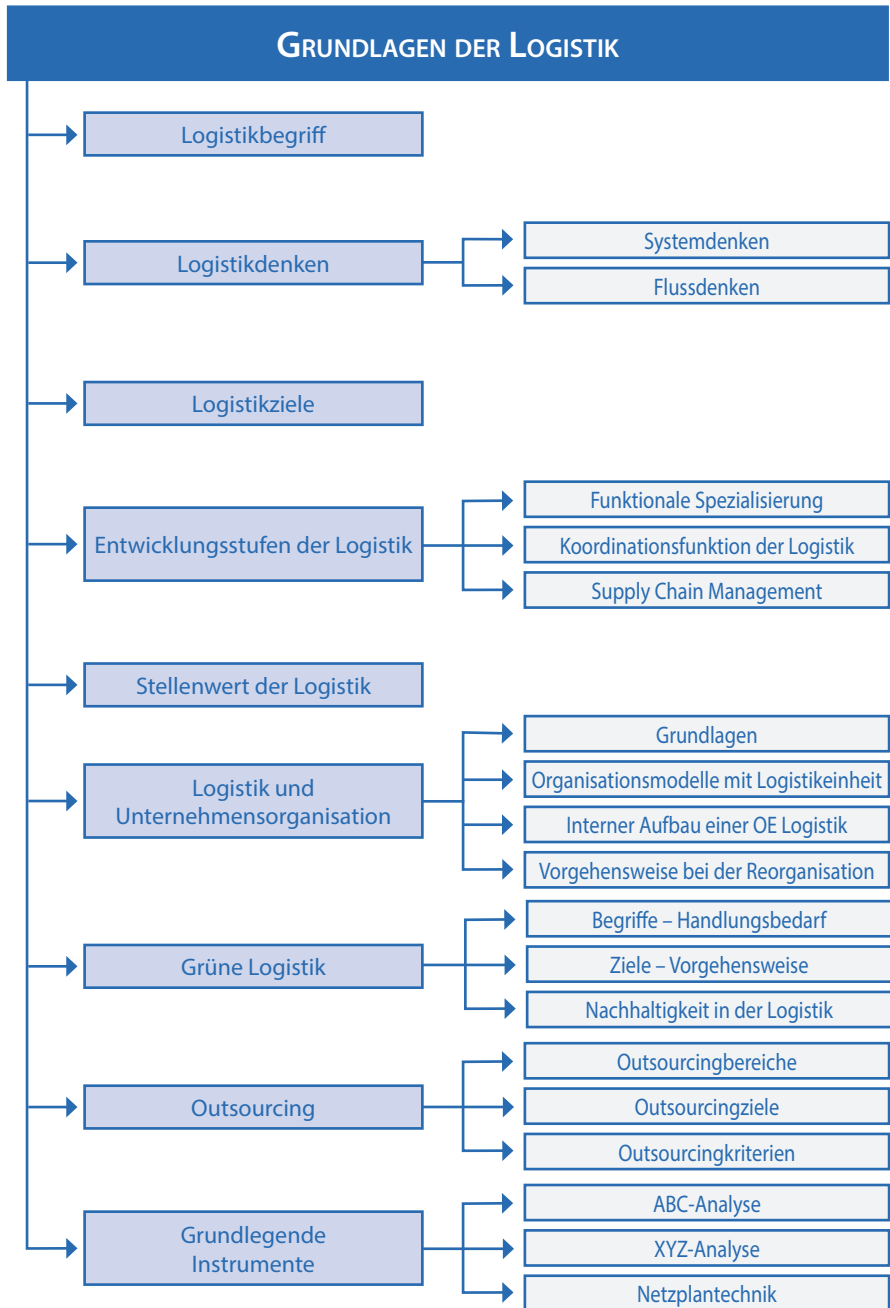 GRUNDLAGEN DER LOGISTIK
Logistikbegriff
Logistikdenken
Systemdenken
Flussdenken
Logistikziele
Entwicklungsstufen der Logistik
Funktionale Spezialisierung
Koordinationsfunktion der Logistik
Supply Chain Management
Stellenwert der Logistik
Logistik und
Unternehmensorganisation
Grundlagen
Organisationsmodelle mit Logistikeinheit
Interner Aufbau einer OE Logistik
Vorgehensweise bei der Reorganisation
Grüne Logistik
Begriffe – Handlungsbedarf
Ziele – Vorgehensweise
Nachhaltigkeit in der Logistik
Outsourcing
Outsourcingbereiche
Outsourcingziele
Outsourcingkriterien
Grundlegende
Instrumente
ABC-Analyse
XYZ-Analyse
Netzplantechnik